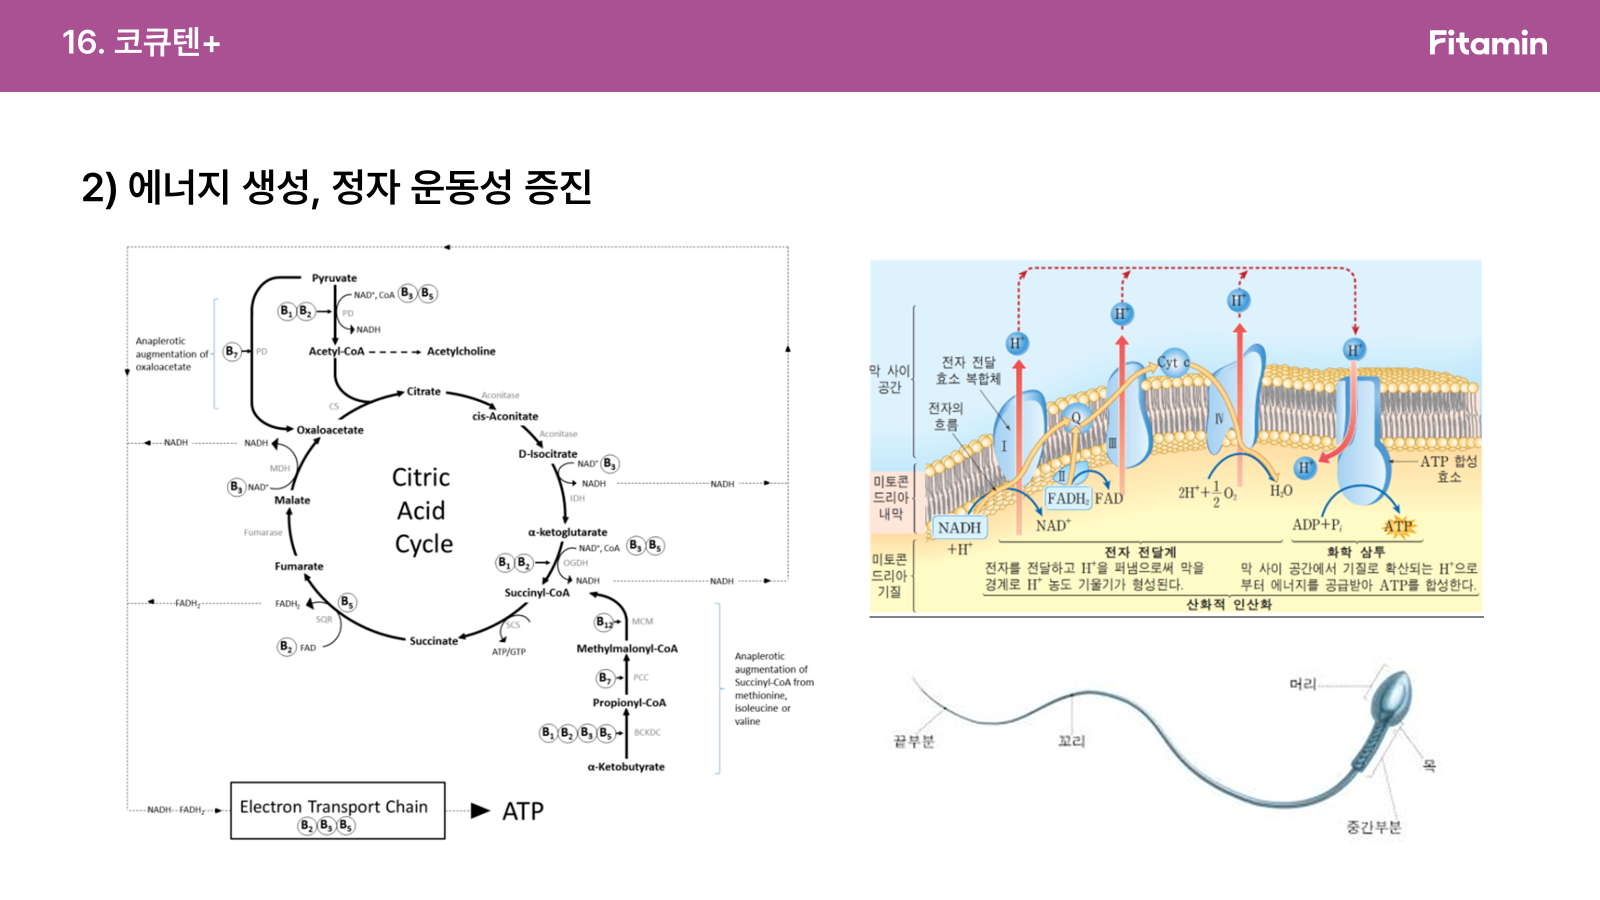 16. 코큐텐+
Fitamin
2) 에너지 생성, 정자 운동성 증진
Pyruvate
NAD⁺, CoA B₃ B₅
B₁ B₂
PD
NADH
Anaplerotic
augmentation of
oxaloacetate
B₇
PD
Acetyl-CoA
Acetylcholine
Citrate
Aconitase
CS
cis-Aconitate
Oxaloacetate
Aconitase
NADH
NADH
D-Isocitrate
MDH
NAD⁺ B₃
NADH
NADH
B₃ NAD⁺
IDH
Malate
Citric
Acid
Cycle
Fumarase
α-ketoglutarate
NAD⁺, CoA B₃ B₅
B₁ B₂
OGDH
Fumarate
NADH
NADH
Succinyl-CoA
FADH₂
FADH₂
B₅
SQR
SCS
B₂ FAD
Succinate
ATP/GTP
B₁₂
MCM
Methylmalonyl-CoA
B₇
PCC
Propionyl-CoA
B₁ B₂ B₃ B₅
BCKDC
α-Ketobutyrate
Anaplerotic
augmentation of
Succinyl-CoA from
methionine,
isoleucine or
valine
NADH
FADH₂
Electron Transport Chain
B₂ B₃ B₅
ATP
H⁺
H⁺
H⁺
H⁺
막 사이
공간
전자 전달
효소 복합체
Cyt c
전자의
흐름
Q
I
III
IV
II
H⁺
ATP 합성
효소
미토콘
드리아
내막
FADH₂
FAD
2H⁺+½O₂
H₂O
NADH
+H⁺
NAD⁺
ADP+Pᵢ
ATP
미토콘
드리아
기질
전자 전달계
전자를 전달하고 H⁺을 퍼냄으로써 막을
경계로 H⁺ 농도 기울기가 형성된다.
화학 삼투
막 사이 공간에서 기질로 확산되는 H⁺으로
부터 에너지를 공급받아 ATP를 합성한다.
산화적 인산화
머리
끝부분
꼬리
목
중간부분